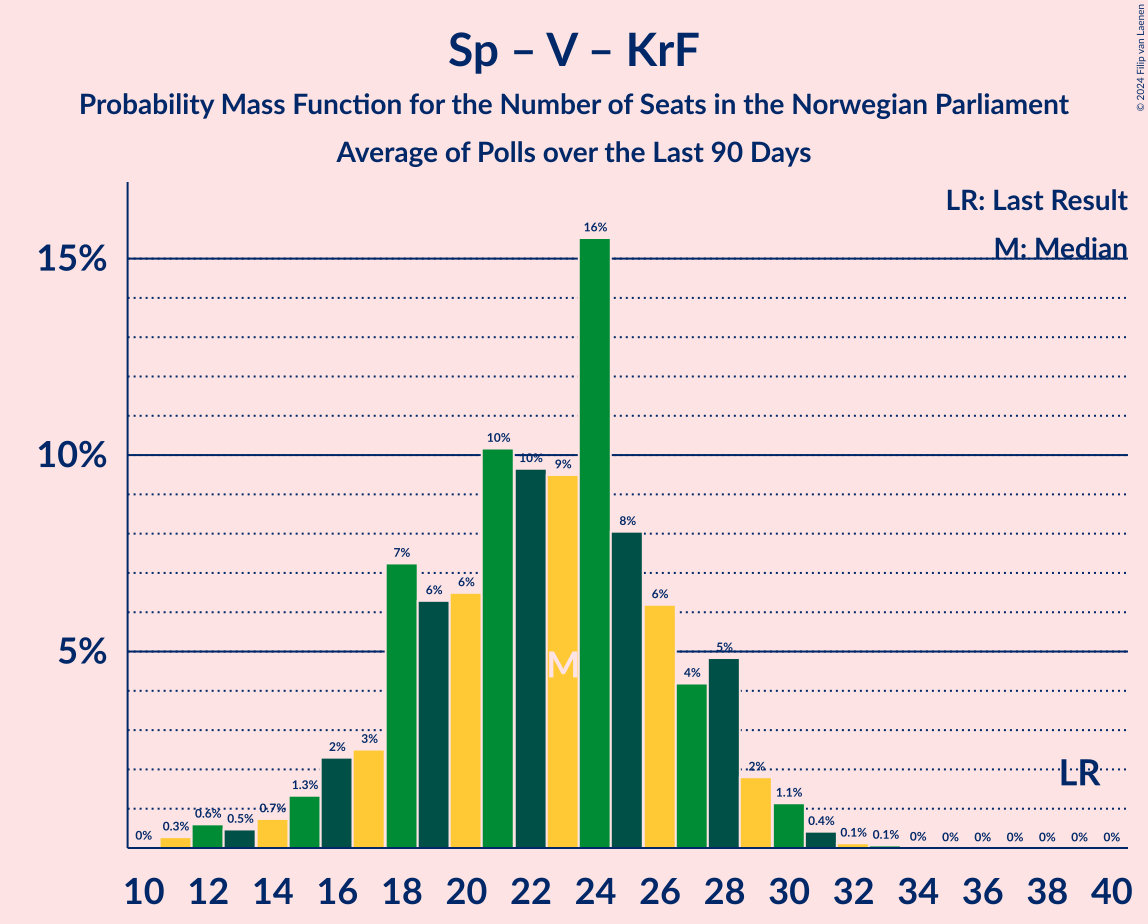 Sp – V – KrF
Probability Mass Function for the Number of Seats in the Norwegian Parliament
Average of Polls over the Last 90 Days
© 2024 Filip van Laenen
LR: Last Result
M: Median
15%
10%
5%
0% 0.3% 0.6% 0.5% 0.7% 1.3% 2% 3% 7% 6% 6% 10% 10% 9% 16% 8% 6% 4% 5% 2% 1.1% 0.4% 0.1% 0.1% 0% 0% 0% 0% 0% 0% 0%
M
LR
10 12 14 16 18 20 22 24 26 28 30 32 34 36 38 40